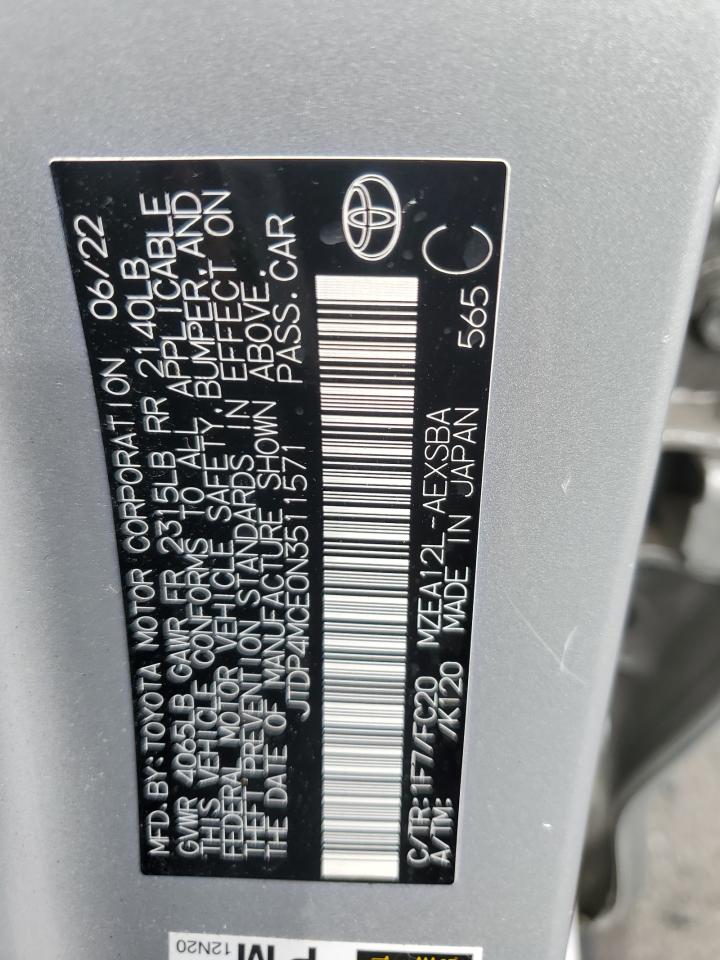 MFD.BY: TOYOTA MOTOR CORPORATION 06/22
GVWR 4065LB GAWR FR 2315LB RR 2140LB
THIS VEHICLE CONFORMS TO ALL APPLICABLE
FEDERAL MOTOR VEHICLE SAFETY, BUMPER, AND
THEFT PREVENTION STANDARDS IN EFFECT ON
THE DATE OF MANUFACTURE SHOWN ABOVE.
JTDP4MCE0N3511571 PASS.CAR
C/TR:1F7/FC20 MZEA12L-AEXSBA
A/TM: /K120 MADE IN JAPAN 565 C
PM
12N20